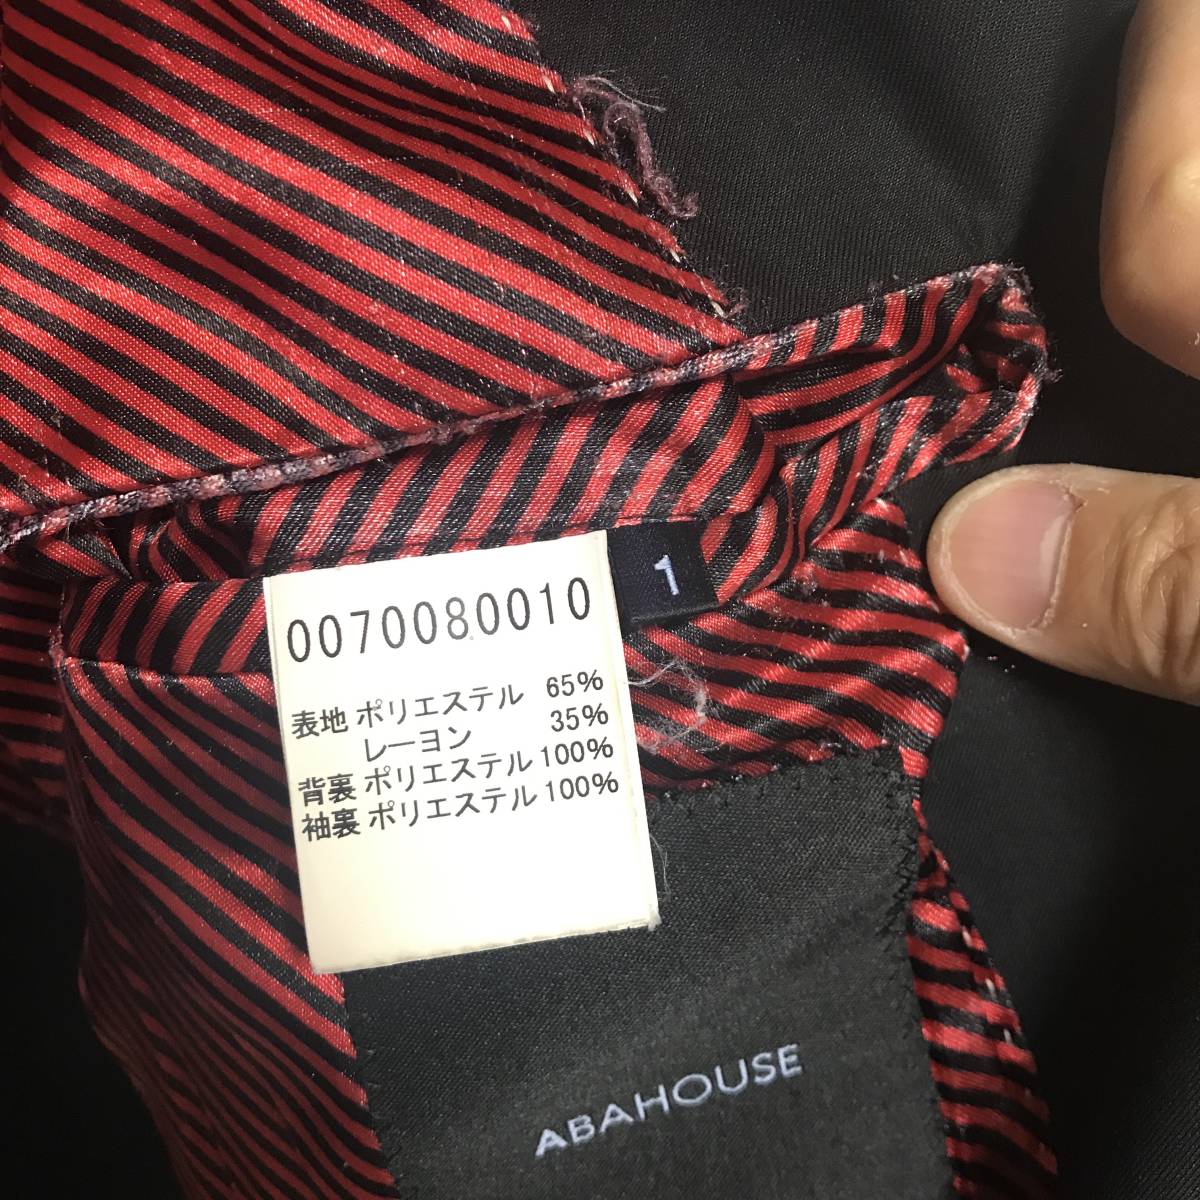 1
0070080010
表地 ポリエステル 65%
レーヨン 35%
背裏 ポリエステル 100%
袖裏 ポリエステル 100%
ABAHOUSE